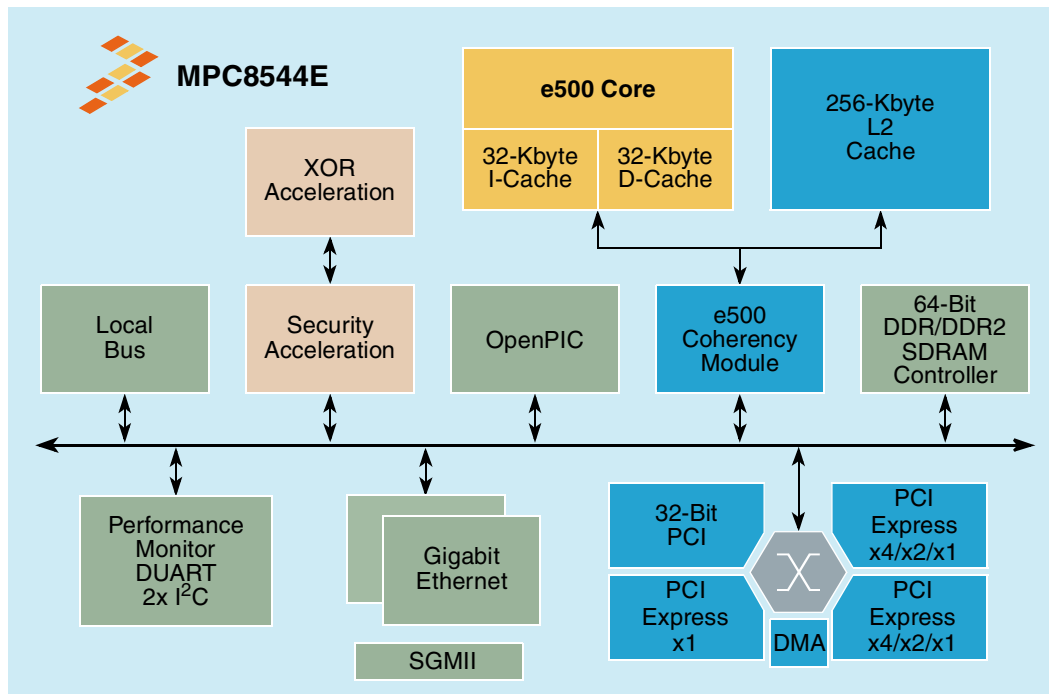 MPC8544E
e500 Core
32-Kbyte
I-Cache
32-Kbyte
D-Cache
256-Kbyte
L2
Cache
XOR
Acceleration
Local
Bus
Security
Acceleration
OpenPIC
e500
Coherency
Module
64-Bit
DDR/DDR2
SDRAM
Controller
Performance
Monitor
DUART
2x I²C
Gigabit
Ethernet
SGMII
32-Bit
PCI
PCI
Express
x4/x2/x1
PCI
Express
x1
DMA
PCI
Express
x4/x2/x1